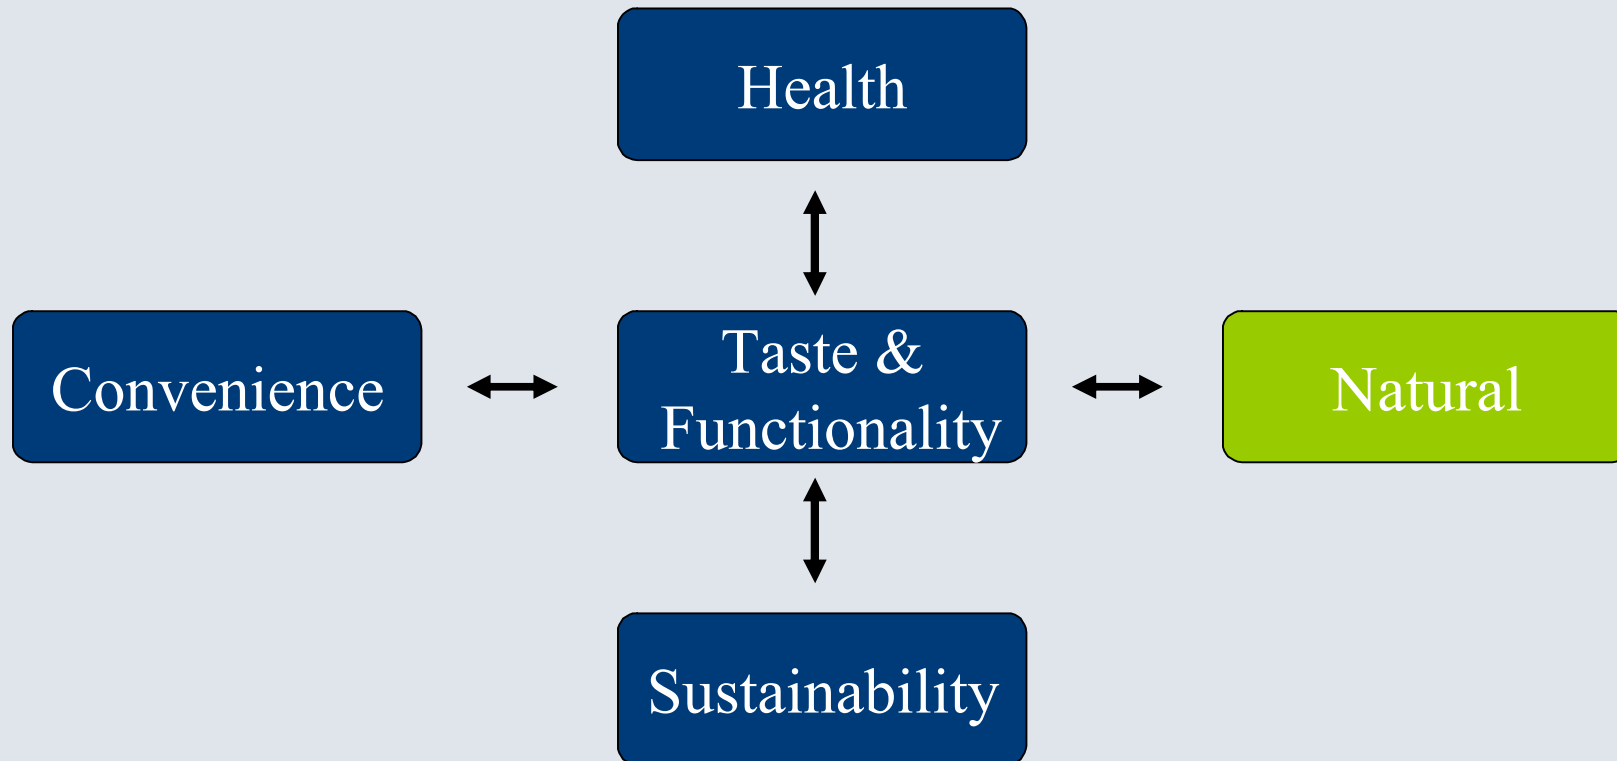 Health
Convenience
Taste &
Functionality
Natural
Sustainability